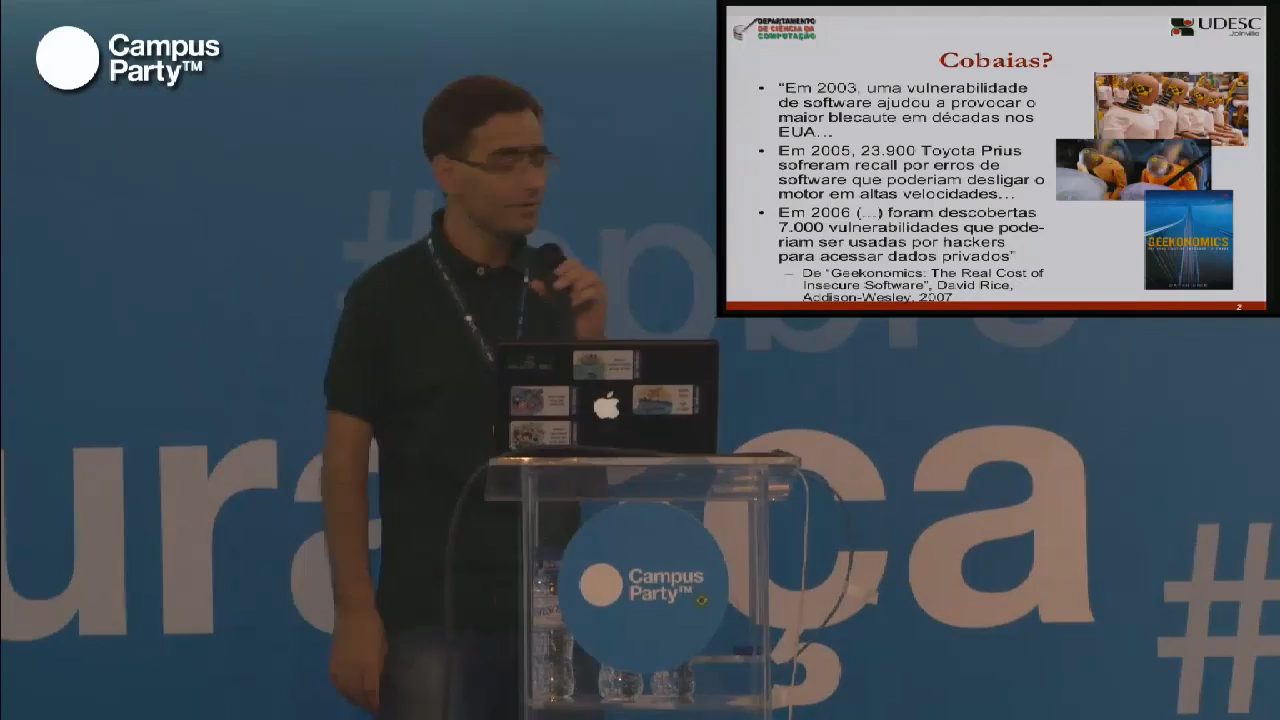 Campus
Party™
DEPARTAMENTO
DE CIÊNCIA DA
COMPUTAÇÃO
UDESC
Joinville
Cobaias?
• "Em 2003, uma vulnerabilidade
de software ajudou a provocar o
maior blecaute em décadas nos
EUA...
• Em 2005, 23.900 Toyota Prius
sofreram recall por erros de
software que poderiam desligar o
motor em altas velocidades...
• Em 2006 (...) foram descobertas
7.000 vulnerabilidades que pode-
riam ser usadas por hackers
para acessar dados privados"
– De "Geekonomics: The Real Cost of
Insecure Software", David Rice,
Addison-Wesley, 2007
GEEKONOMICS
2
#
ura
ça
#
Campus
Party™